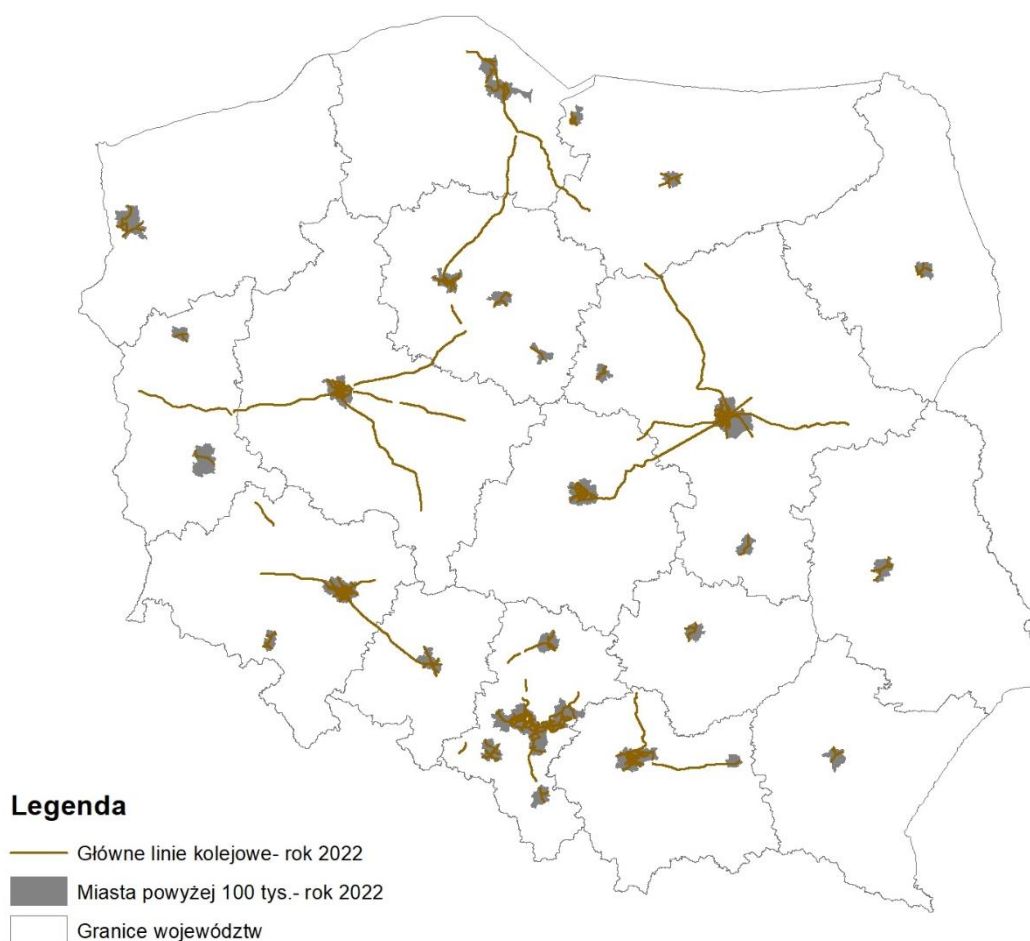 Legenda
Główne linie kolejowe- rok 2022
Miasta powyżej 100 tys.- rok 2022
Granice województw